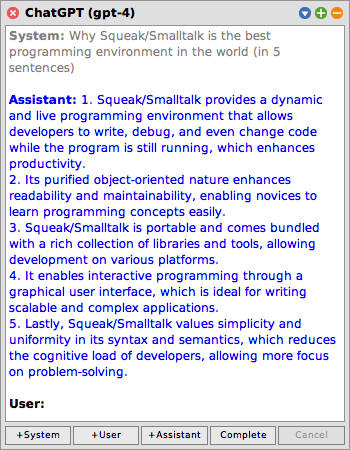 ChatGPT (gpt-4)
System: Why Squeak/Smalltalk is the best
programming environment in the world (in 5
sentences)
Assistant: 1. Squeak/Smalltalk provides a dynamic
and live programming environment that allows
developers to write, debug, and even change code
while the program is still running, which enhances
productivity.
2. Its purified object-oriented nature enhances
readability and maintainability, enabling novices to
learn programming concepts easily.
3. Squeak/Smalltalk is portable and comes bundled
with a rich collection of libraries and tools, allowing
development on various platforms.
4. It enables interactive programming through a
graphical user interface, which is ideal for writing
scalable and complex applications.
5. Lastly, Squeak/Smalltalk values simplicity and
uniformity in its syntax and semantics, which reduces
the cognitive load of developers, allowing more focus
on problem-solving.
User:
+System +User +Assistant Complete Cancel